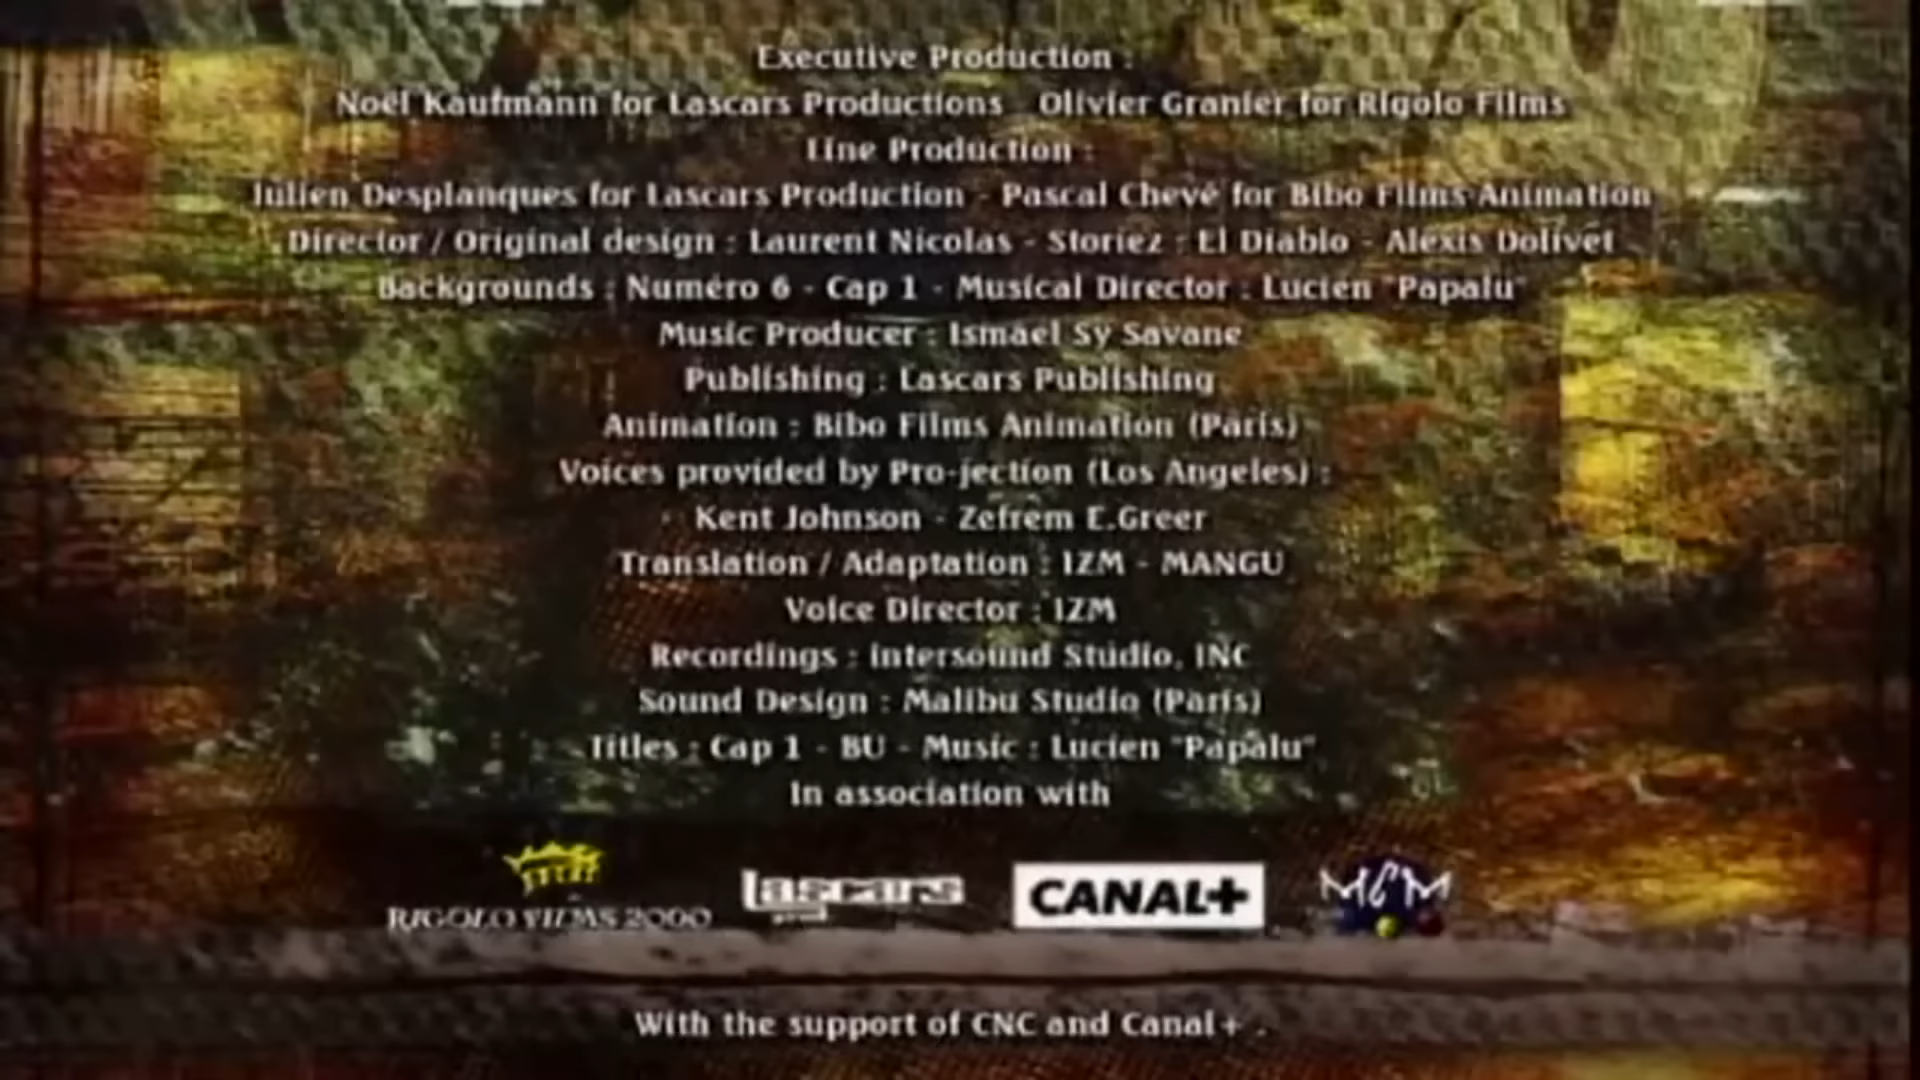 Executive Production :
Noël Kaufmann for Lascars Productions - Olivier Granier for Rigolo Films
Line Production :
Julien Desplanques for Lascars Production - Pascal Chevé for Bibo Films Animation
Director / Original design : Laurent Nicolas - Storiez : El Diablo - Alexis Dolivet
Backgrounds : Numéro 6 - Cap 1 - Musical Director : Lucien "Papalu"
Music Producer : Ismael Sy Savane
Publishing : Lascars Publishing
Animation : Bibo Films Animation (Paris)
Voices provided by Pro-jection (Los Angeles) :
Kent Johnson - Zefrem E.Greer
Translation / Adaptation : IZM - MANGU
Voice Director : IZM
Recordings : Intersound Studio, INC
Sound Design : Malibu Studio (Paris)
Titles : Cap 1 - BU - Music : Lucien "Papalu"
In association with
RIGOLO FILMS 2000 Lascars CANAL+ MCM
With the support of CNC and Canal+ .